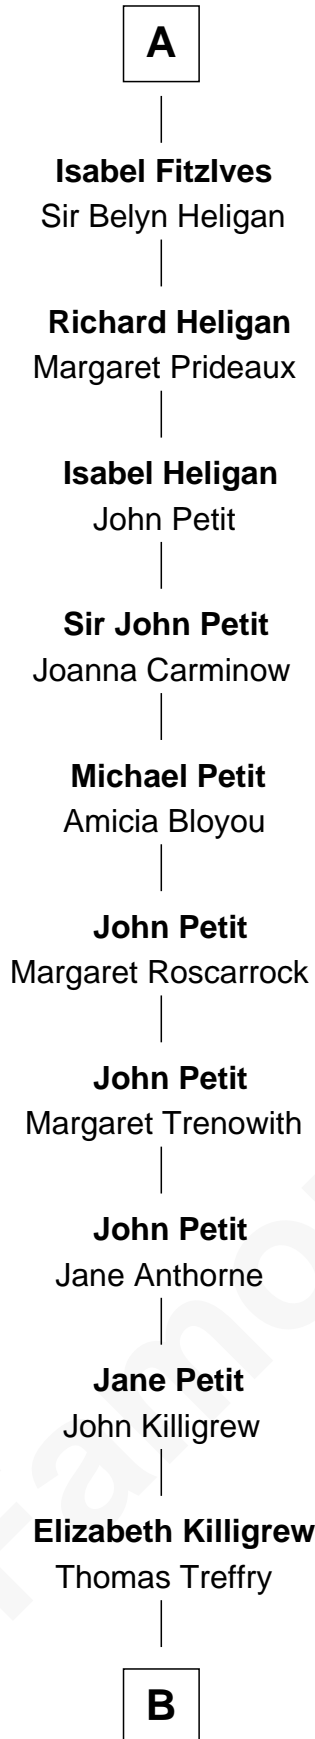 A
Isabel FitzIves
Sir Belyn Heligan
Richard Heligan
Margaret Prideaux
Isabel Heligan
John Petit
Sir John Petit
Joanna Carminow
Michael Petit
Amicia Bloyou
John Petit
Margaret Roscarrock
John Petit
Margaret Trenowith
John Petit
Jane Anthorne
Jane Petit
John Killigrew
Elizabeth Killigrew
Thomas Treffry
B